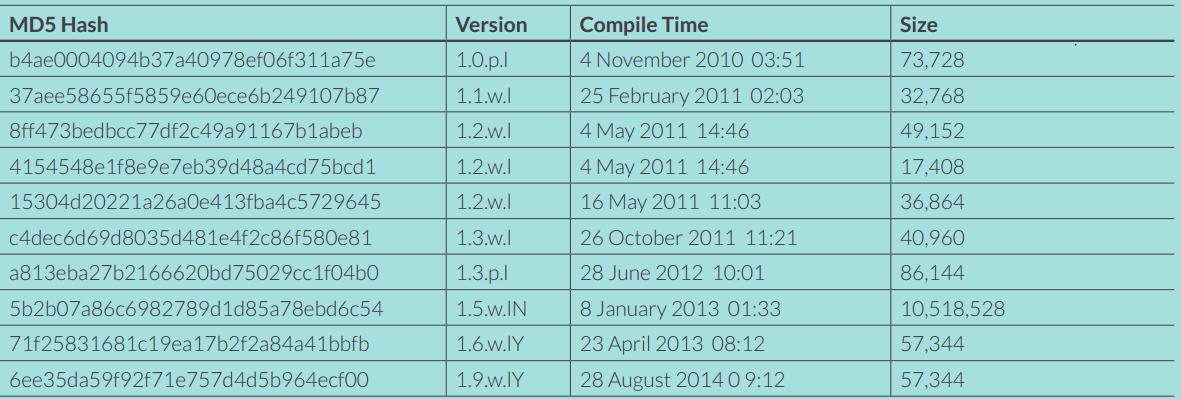 MD5 Hash Version Compile Time Size
b4ae0004094b37a40978ef06f311a75e 1.0.p.l 4 November 2010 03:51 73,728
37aee58655f5859e60ece6b249107b87 1.1.w.l 25 February 2011 02:03 32,768
8ff473bedbcc77df2c49a91167b1abeb 1.2.w.l 4 May 2011 14:46 49,152
4154548e1f8e9e7eb39d48a4cd75bcd1 1.2.w.l 4 May 2011 14:46 17,408
15304d20221a26a0e413fba4c5729645 1.2.w.l 16 May 2011 11:03 36,864
c4dec6d69d8035d481e4f2c86f580e81 1.3.w.l 26 October 2011 11:21 40,960
a813eba27b2166620bd75029cc1f04b0 1.3.p.l 28 June 2012 10:01 86,144
5b2b07a86c6982789d1d85a78ebd6c54 1.5.w.lN 8 January 2013 01:33 10,518,528
71f25831681c19ea17b2f2a84a41bbfb 1.6.w.lY 23 April 2013 08:12 57,344
6ee35da59f92f71e757d4d5b964ecf00 1.9.w.lY 28 August 2014 0 9:12 57,344